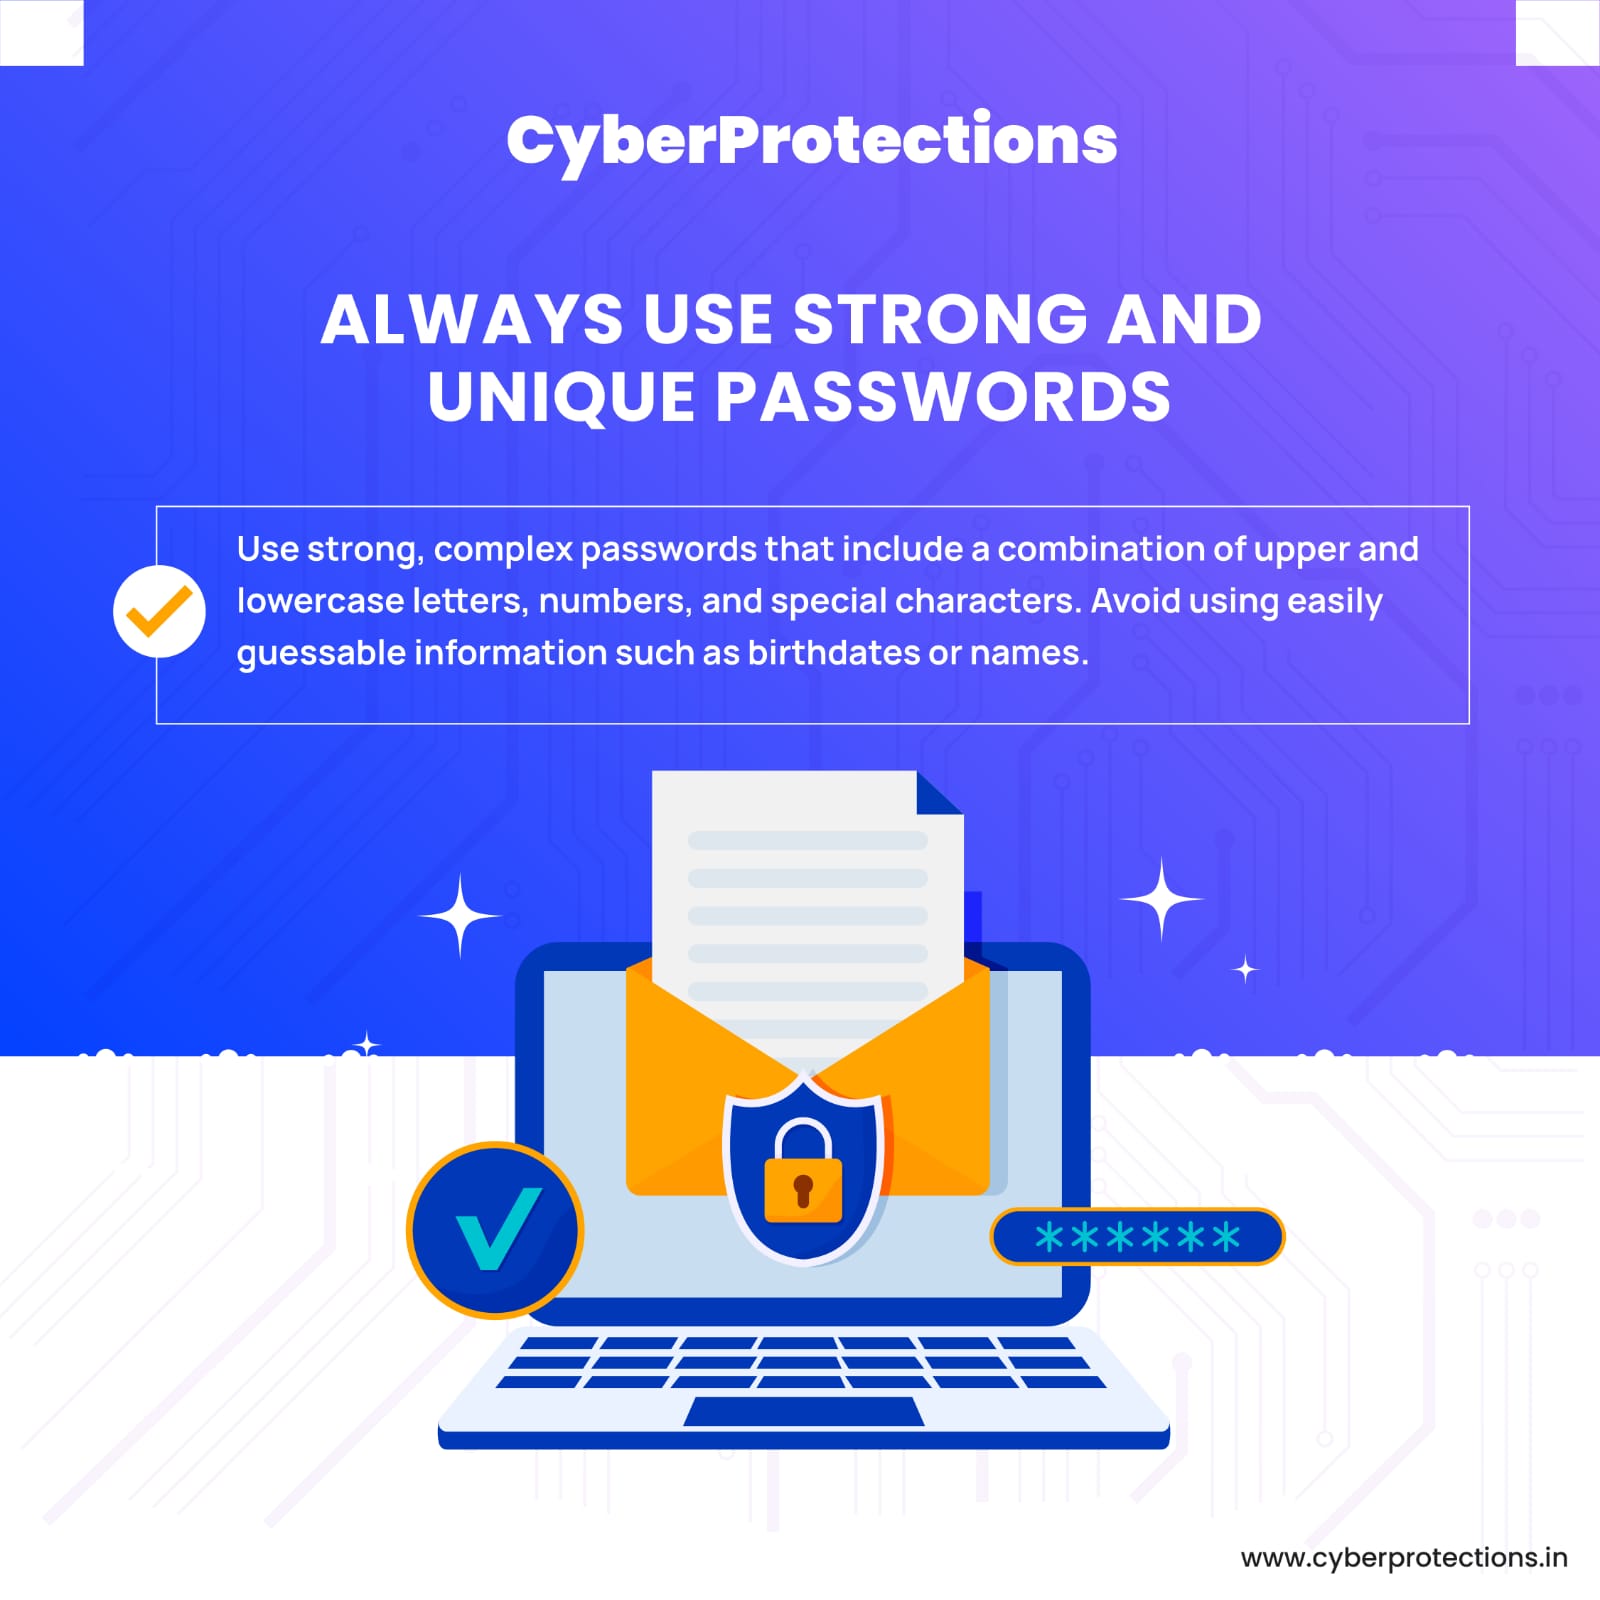 CyberProtections
ALWAYS USE STRONG AND
UNIQUE PASSWORDS
Use strong, complex passwords that include a combination of upper and
lowercase letters, numbers, and special characters. Avoid using easily
guessable information such as birthdates or names.
******
www.cyberprotections.in